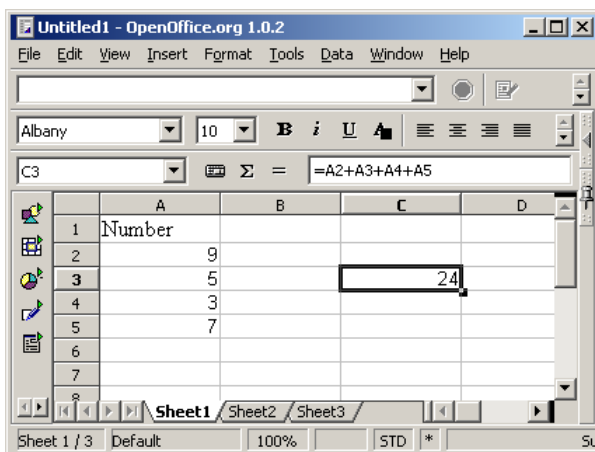 Untitled1 - OpenOffice.org 1.0.2
File Edit View Insert Format Tools Data Window Help
Albany 10 B i U A
C3 Σ = =A2+A3+A4+A5
A B C D
1 Number
2 9
3 5 24
4 3
5 7
6
7
8
Sheet1 Sheet2 Sheet3
Sheet 1 / 3 Default 100% STD *